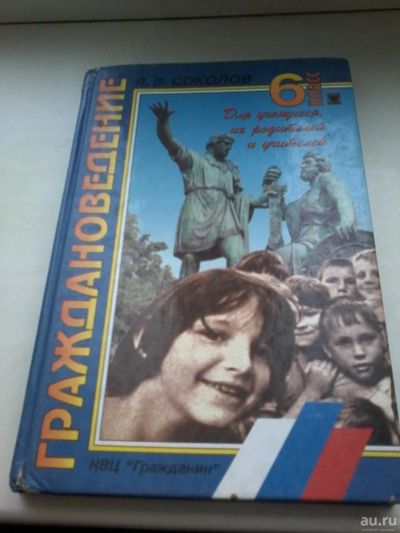 Я. В. СОКОЛОВ
6
КЛАСС
Для учащихся,
их родителей
и учителей
ГРАЖДАНОВЕДЕНИЕ
НВЦ "Гражданин"
au.ru